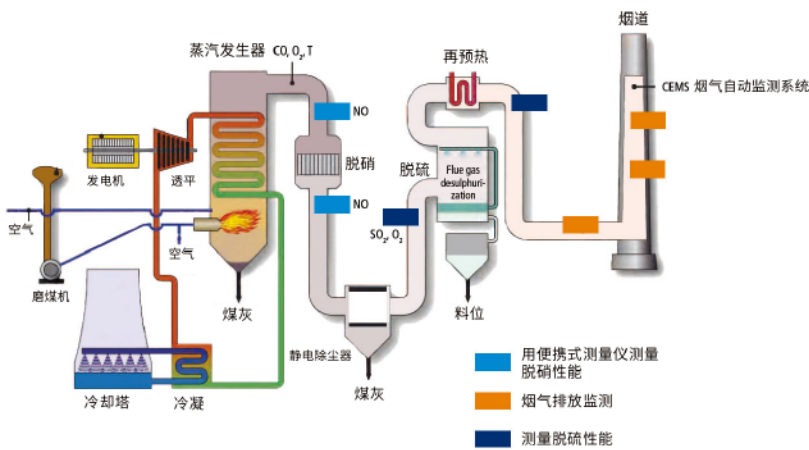 烟道
蒸汽发生器 CO, O₂, T
再预热
CEMS 烟气自动监测系统
NO
脱硝
脱硫
Flue gas
desulphuri-
zation
发电机
透平
NO
空气
空气
SO₂, O₂
磨煤机
煤灰
料位
静电除尘器
用便携式测量仪测量
脱硝性能
煤灰
冷却塔
冷凝
烟气排放监测
测量脱硫性能